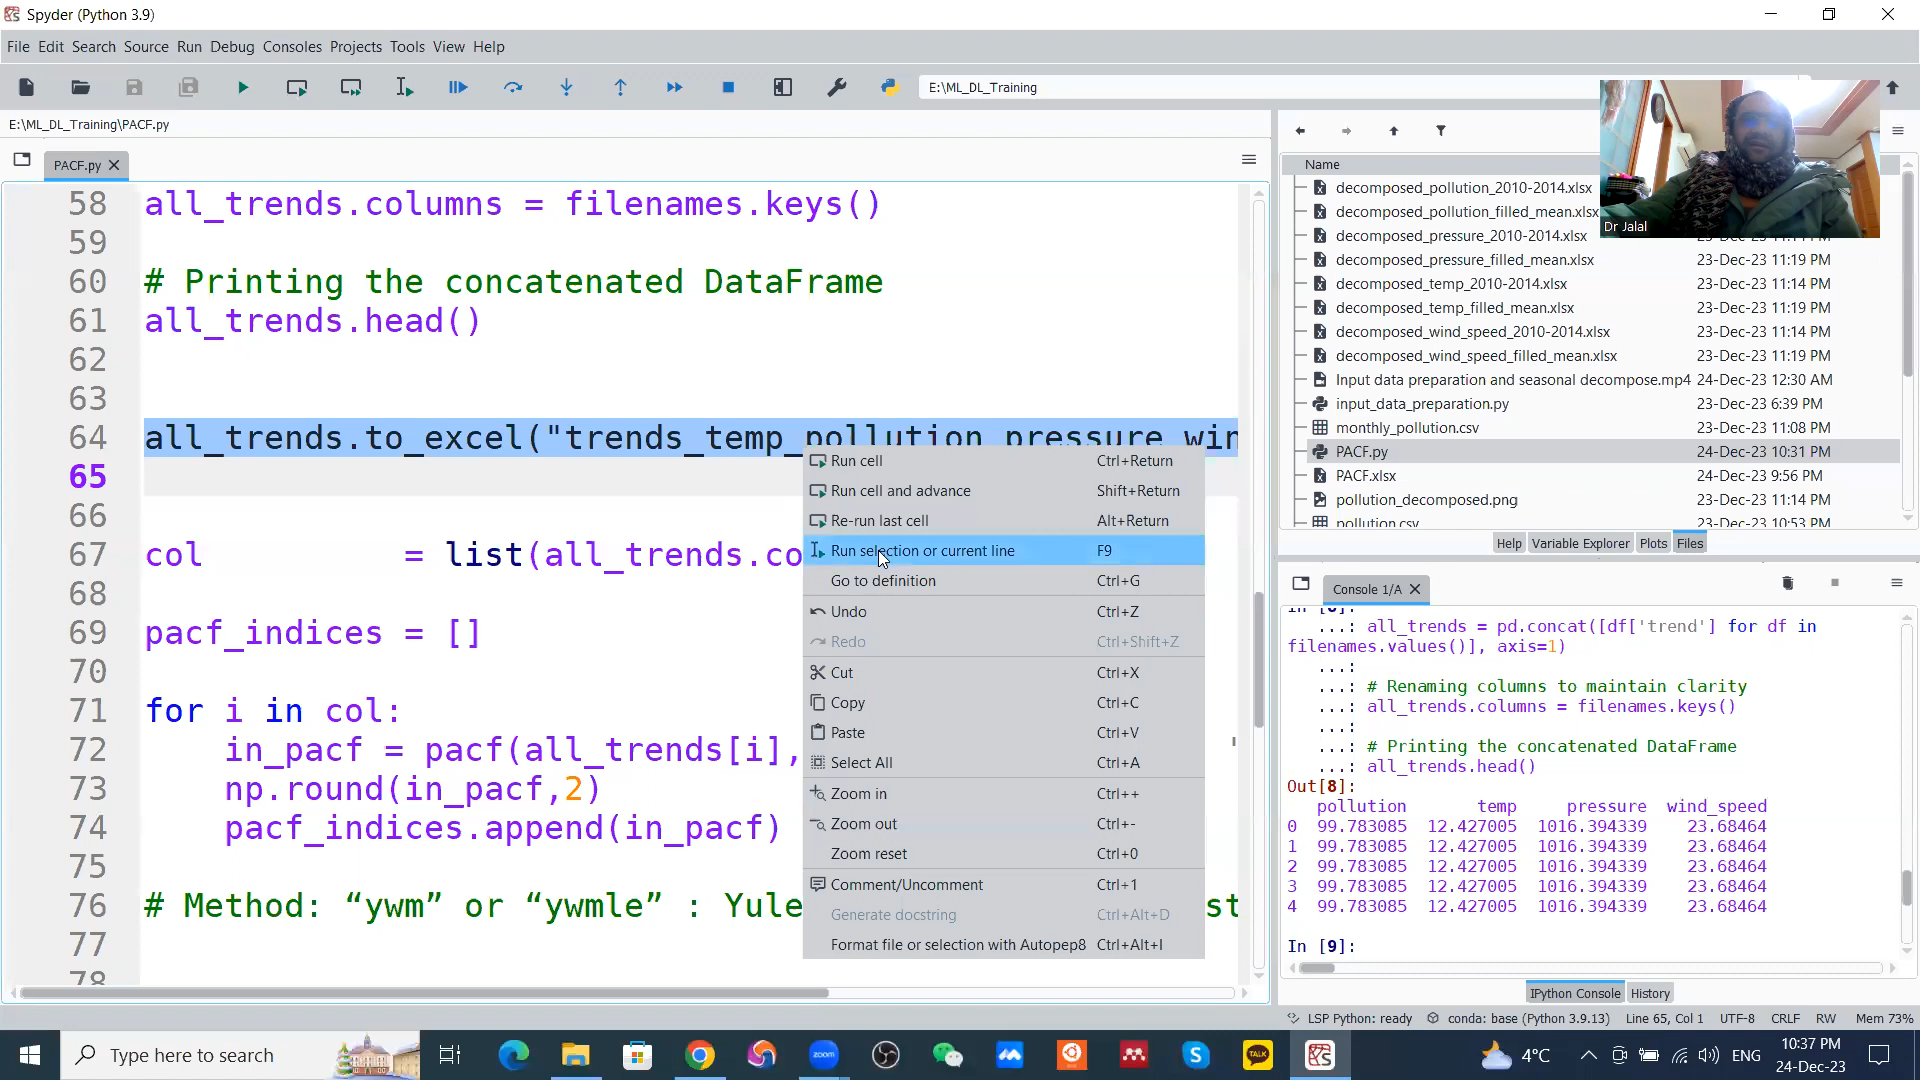 Spyder (Python 3.9)
File Edit Search Source Run Debug Consoles Projects Tools View Help
E:\ML_DL_Training
E:\ML_DL_Training\PACF.py
PACF.py
58 all_trends.columns = filenames.keys()
59
60 # Printing the concatenated DataFrame
61 all_trends.head()
62
63
64 all_trends.to_excel("trends_temp_pollution_pressure_win
65
66
67 col = list(all_trends.co
68
69 pacf_indices = []
70
71 for i in col:
72 in_pacf = pacf(all_trends[i],
73 np.round(in_pacf,2)
74 pacf_indices.append(in_pacf)
75
76 # Method: “ywm” or “ywmle” : Yule st
77
78
Run cell Ctrl+Return
Run cell and advance Shift+Return
Re-run last cell Alt+Return
Run selection or current line F9
Go to definition Ctrl+G
Undo Ctrl+Z
Redo Ctrl+Shift+Z
Cut Ctrl+X
Copy Ctrl+C
Paste Ctrl+V
Select All Ctrl+A
Zoom in Ctrl++
Zoom out Ctrl+-
Zoom reset Ctrl+0
Comment/Uncomment Ctrl+1
Generate docstring Ctrl+Alt+D
Format file or selection with Autopep8 Ctrl+Alt+I
Name
decomposed_pollution_2010-2014.xlsx
decomposed_pollution_filled_mean.xlsx
decomposed_pressure_2010-2014.xlsx
decomposed_pressure_filled_mean.xlsx 23-Dec-23 11:19 PM
decomposed_temp_2010-2014.xlsx 23-Dec-23 11:14 PM
decomposed_temp_filled_mean.xlsx 23-Dec-23 11:19 PM
decomposed_wind_speed_2010-2014.xlsx 23-Dec-23 11:14 PM
decomposed_wind_speed_filled_mean.xlsx 23-Dec-23 11:19 PM
Input data preparation and seasonal decompose.mp4 24-Dec-23 12:30 AM
input_data_preparation.py 23-Dec-23 6:39 PM
monthly_pollution.csv 23-Dec-23 11:08 PM
PACF.py 24-Dec-23 10:31 PM
PACF.xlsx 24-Dec-23 9:56 PM
pollution_decomposed.png 23-Dec-23 11:14 PM
pollution.csv 23-Dec-23 10:53 PM
Dr Jalal
Help Variable Explorer Plots Files
Console 1/A
In [8]:
...: all_trends = pd.concat([df['trend'] for df in
filenames.values()], axis=1)
...:
...: # Renaming columns to maintain clarity
...: all_trends.columns = filenames.keys()
...:
...: # Printing the concatenated DataFrame
...: all_trends.head()
Out[8]:
pollution temp pressure wind_speed
0 99.783085 12.427005 1016.394339 23.68464
1 99.783085 12.427005 1016.394339 23.68464
2 99.783085 12.427005 1016.394339 23.68464
3 99.783085 12.427005 1016.394339 23.68464
4 99.783085 12.427005 1016.394339 23.68464
In [9]:
IPython Console History
LSP Python: ready conda: base (Python 3.9.13) Line 65, Col 1 UTF-8 CRLF RW Mem 73%
Type here to search
zoom
TALK
4°C
ENG
10:37 PM
24-Dec-23